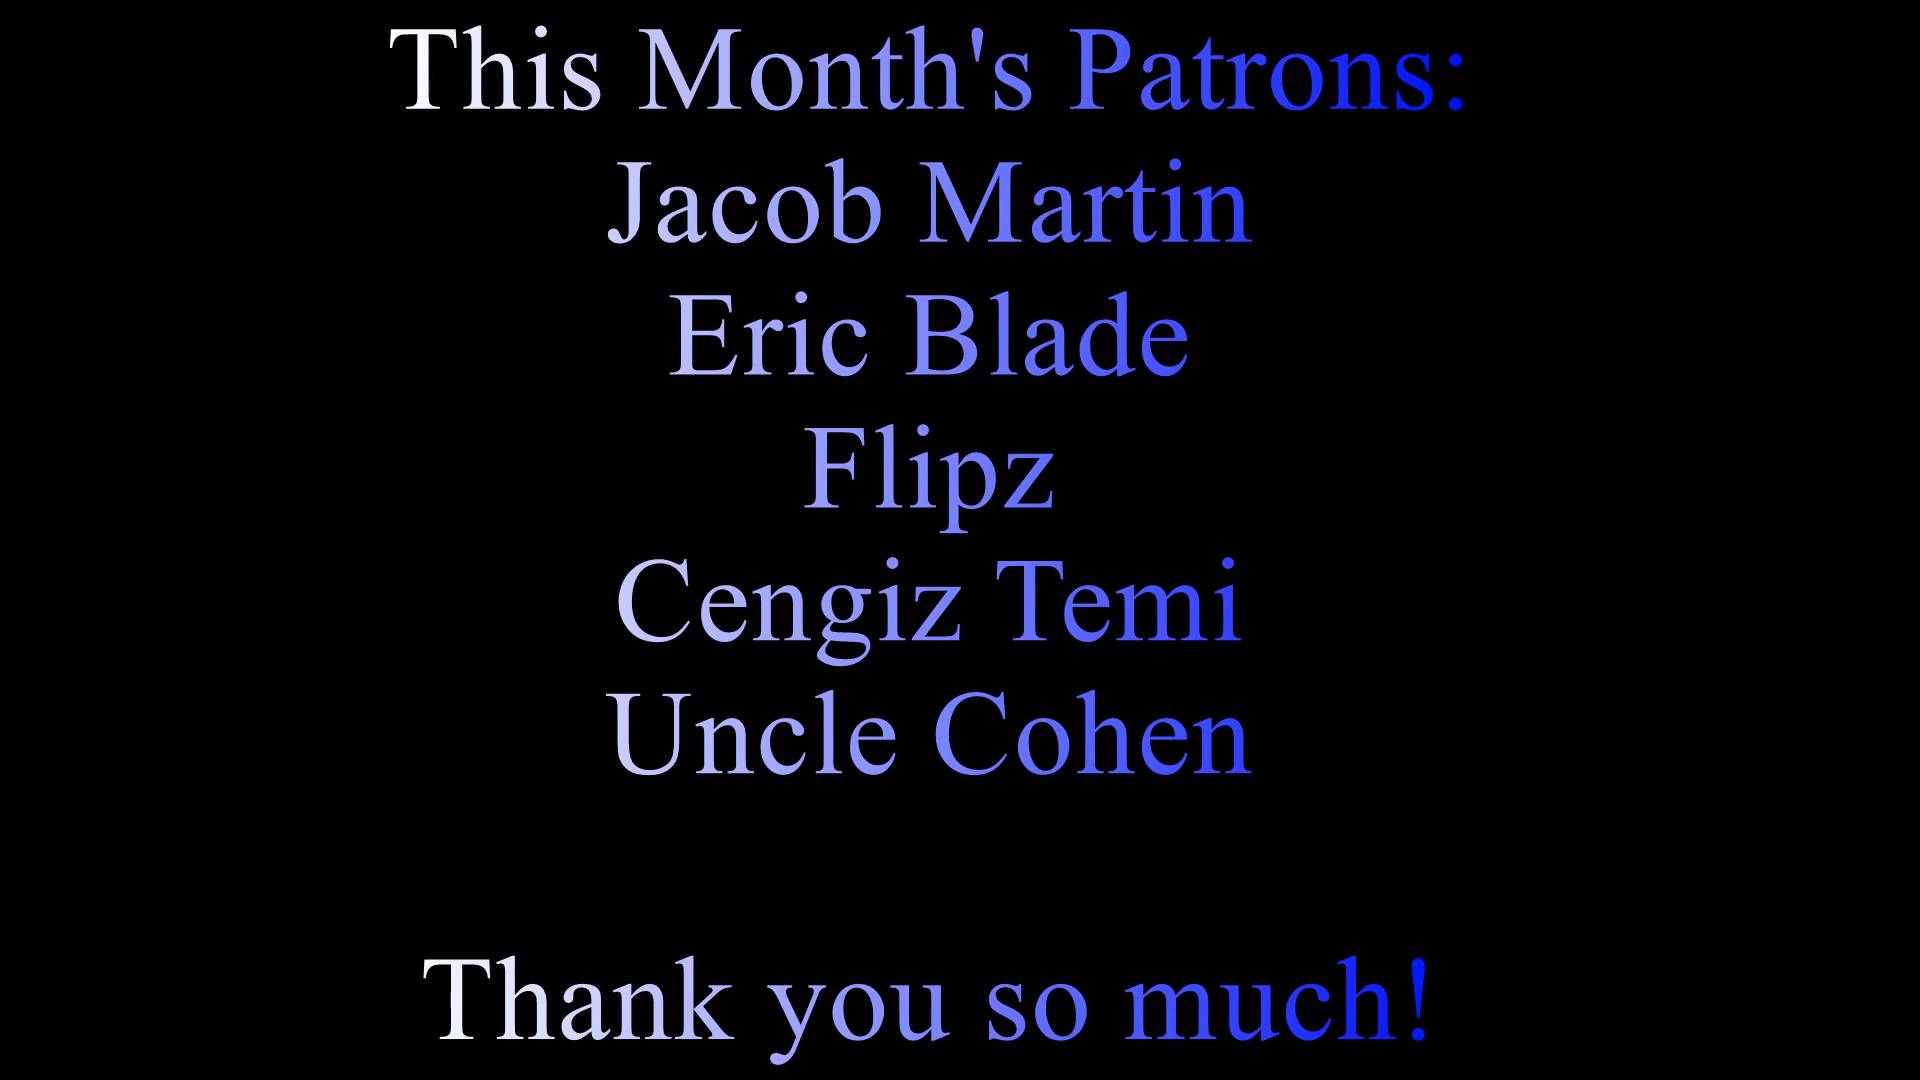 This Month's Patrons:
Jacob Martin
Eric Blade
Flipz
Cengiz Temi
Uncle Cohen
Thank you so much!